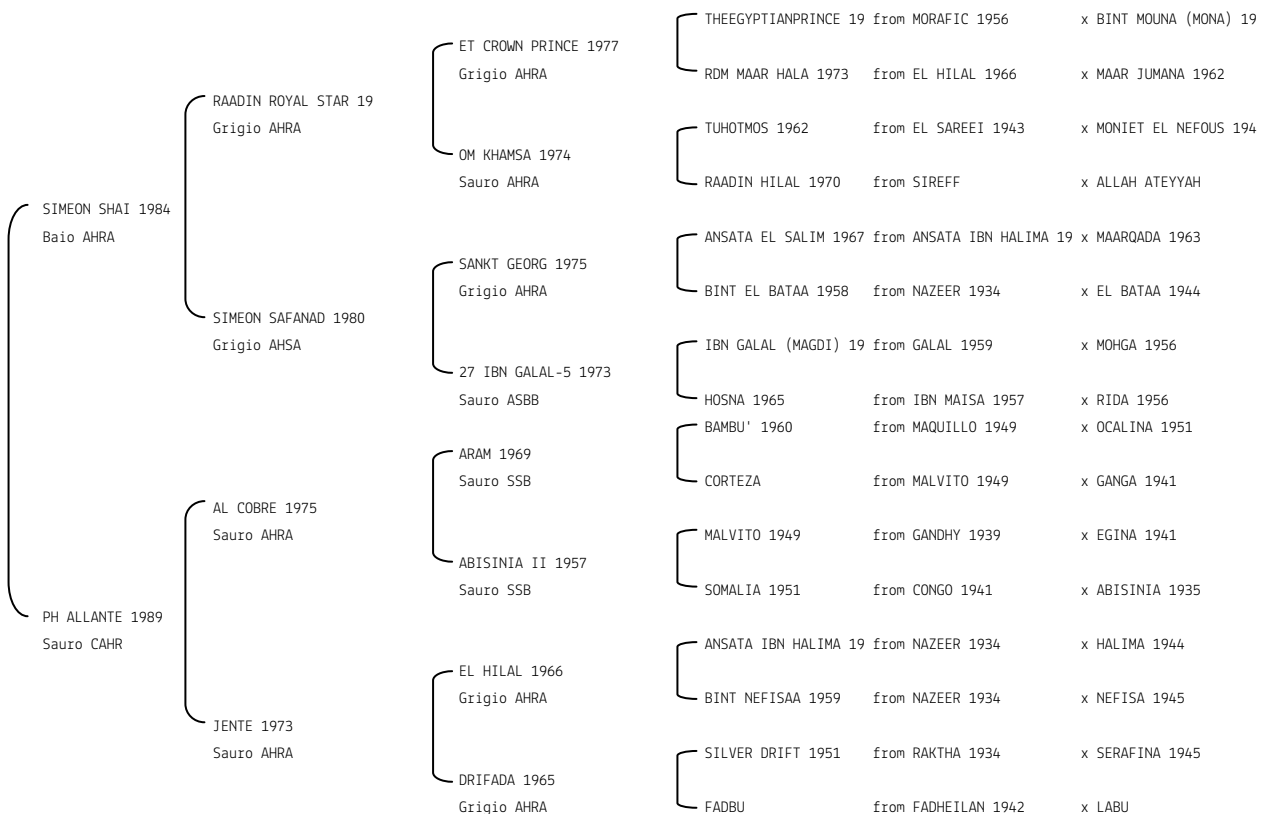 THEEGYPTIANPRINCE 19 from MORAFIC 1956 x BINT MOUNA (MONA) 19
ET CROWN PRINCE 1977
Grigio AHRA
RDM MAAR HALA 1973 from EL HILAL 1966 x MAAR JUMANA 1962
RAADIN ROYAL STAR 19
Grigio AHRA
TUHOTMOS 1962 from EL SAREEI 1943 x MONIET EL NEFOUS 194
OM KHAMSA 1974
Sauro AHRA
RAADIN HILAL 1970 from SIREFF x ALLAH ATEYYAH
SIMEON SHAI 1984
Baio AHRA
ANSATA EL SALIM 1967 from ANSATA IBN HALIMA 19 x MAARQADA 1963
SANKT GEORG 1975
Grigio AHRA
BINT EL BATAA 1958 from NAZEER 1934 x EL BATAA 1944
SIMEON SAFANAD 1980
Grigio AHSA
IBN GALAL (MAGDI) 19 from GALAL 1959 x MOHGA 1956
27 IBN GALAL-5 1973
Sauro ASBB
HOSNA 1965 from IBN MAISA 1957 x RIDA 1956
BAMBU' 1960 from MAQUILLO 1949 x OCALINA 1951
ARAM 1969
Sauro SSB
CORTEZA from MALVITO 1949 x GANGA 1941
AL COBRE 1975
Sauro AHRA
MALVITO 1949 from GANDHY 1939 x EGINA 1941
ABISINIA II 1957
Sauro SSB
SOMALIA 1951 from CONGO 1941 x ABISINIA 1935
PH ALLANTE 1989
Sauro CAHR
ANSATA IBN HALIMA 19 from NAZEER 1934 x HALIMA 1944
EL HILAL 1966
Grigio AHRA
BINT NEFISAA 1959 from NAZEER 1934 x NEFISA 1945
JENTE 1973
Sauro AHRA
SILVER DRIFT 1951 from RAKTHA 1934 x SERAFINA 1945
DRIFADA 1965
Grigio AHRA
FADBU from FADHEILAN 1942 x LABU